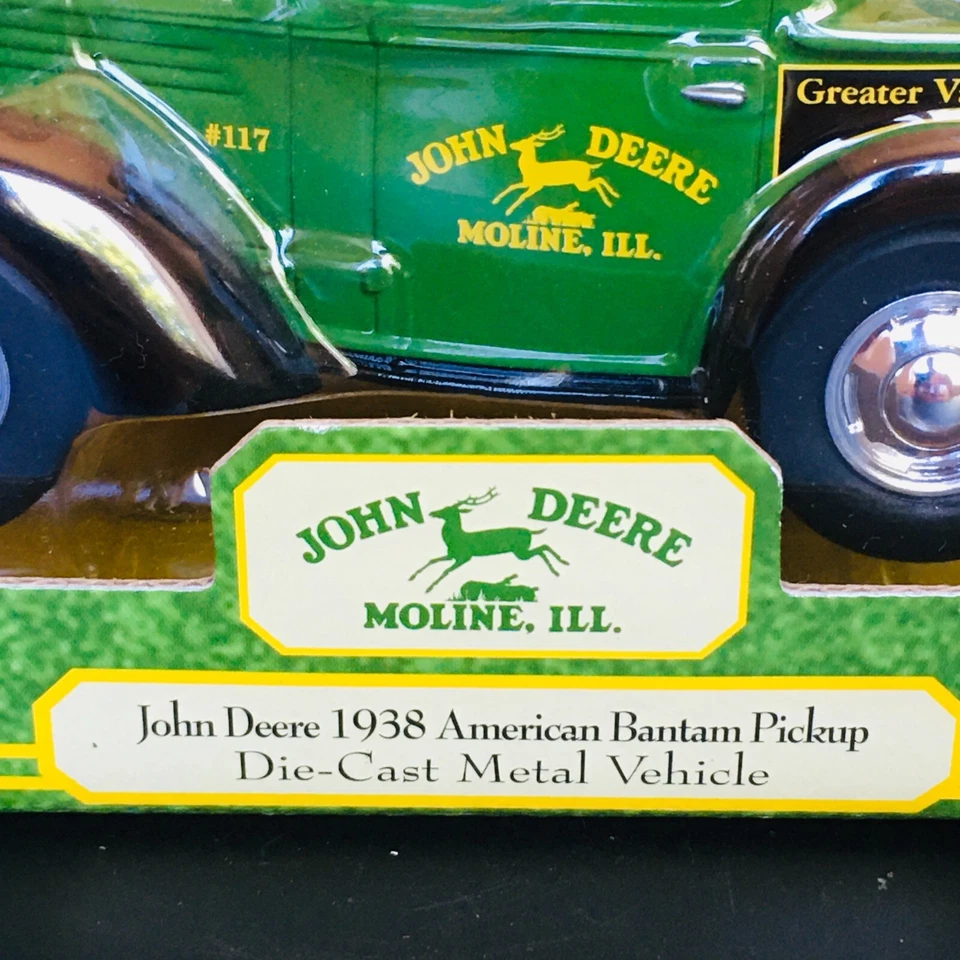 Greater
#117
JOHN DEERE
MOLINE, ILL.
JOHN DEERE
MOLINE, ILL.
John Deere 1938 American Bantam Pickup
Die-Cast Metal Vehicle